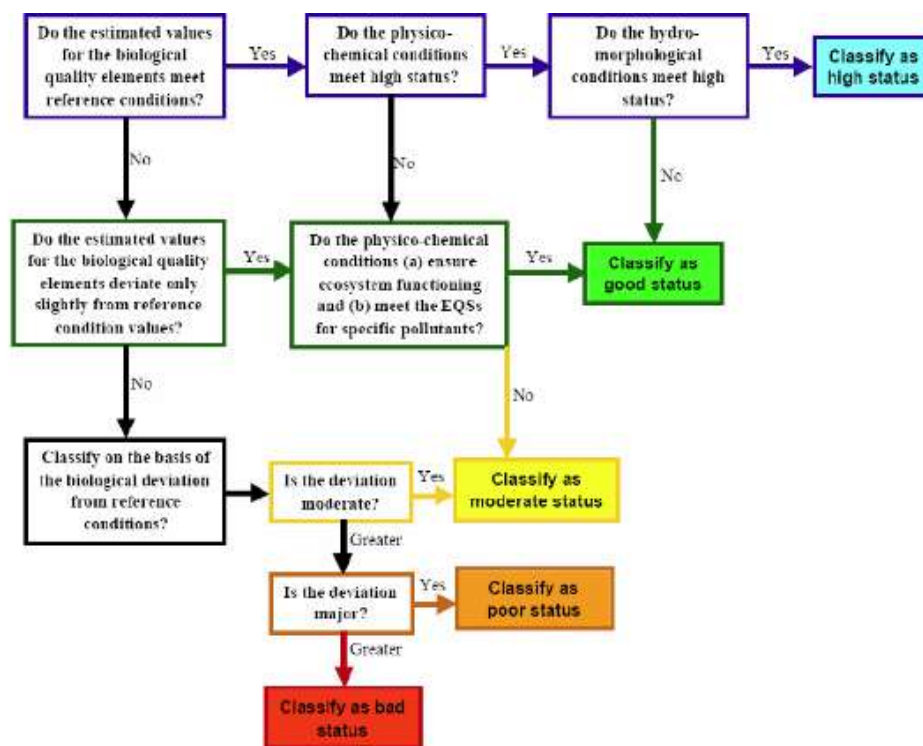 Do the estimated values
for the biological
quality elements meet
reference conditions?
Yes
Do the physico-
chemical conditions
meet high status?
Yes
Do the hydro-
morphological
conditions meet high
status?
Yes
Classify as
high status
No
No
No
Do the estimated values
for the biological quality
elements deviate only
slightly from reference
condition values?
Yes
Do the physico-chemical
conditions (a) ensure
ecosystem functioning
and (b) meet the EQSs
for specific pollutants?
Yes
Classify as
good status
No
No
Classify on the basis of
the biological deviation
from reference
conditions?
Is the deviation
moderate?
Yes
Classify as
moderate status
Greater
Is the deviation
major?
Yes
Classify as
poor status
Greater
Classify as bad
status